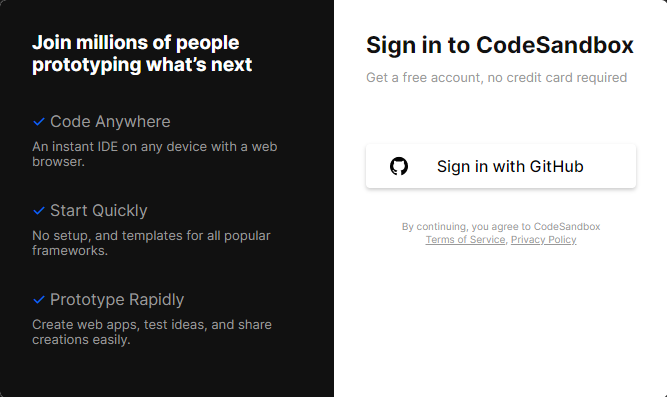 Join millions of people
prototyping what's next
Code Anywhere
An instant IDE on any device with a web
browser.
Start Quickly
No setup, and templates for all popular
frameworks.
Prototype Rapidly
Create web apps, test ideas, and share
creations easily.
Sign in to CodeSandbox
Get a free account, no credit card required
Sign in with GitHub
By continuing, you agree to CodeSandbox
Terms of Service, Privacy Policy